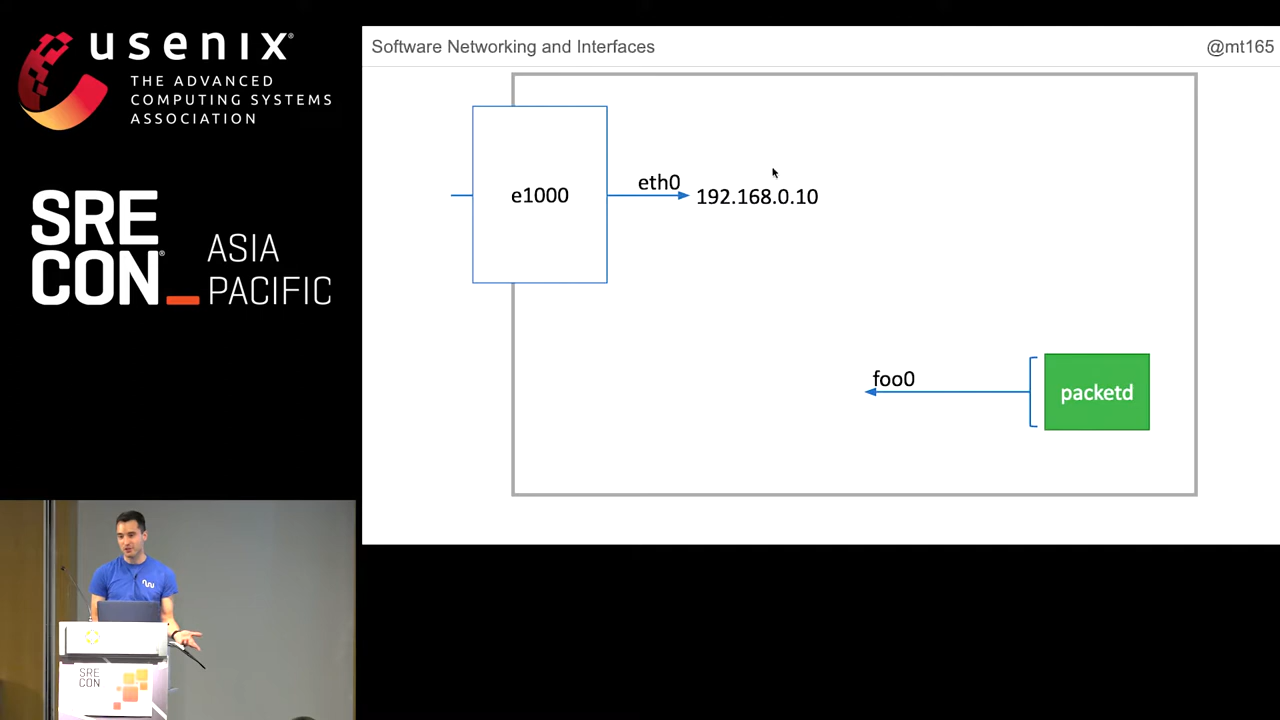 usenix®
THE ADVANCED
COMPUTING SYSTEMS
ASSOCIATION
SRE
CON_
ASIA
PACIFIC
Software Networking and Interfaces
@mt165
e1000
eth0
192.168.0.10
foo0
packetd
SRE
CON